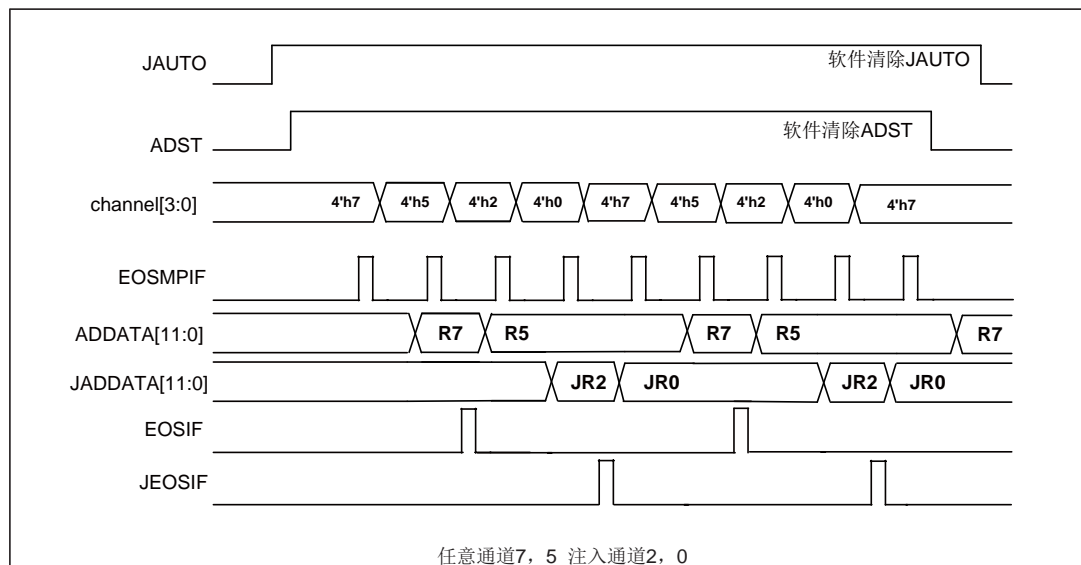 JAUTO 软件清除JAUTO
ADST 软件清除ADST
channel[3:0] 4'h7 4'h5 4'h2 4'h0 4'h7 4'h5 4'h2 4'h0 4'h7
EOSMPIF
ADDATA[11:0] R7 R5 R7 R5 R7
JADDATA[11:0] JR2 JR0 JR2 JR0
EOSIF
JEOSIF
任意通道7，5 注入通道2，0